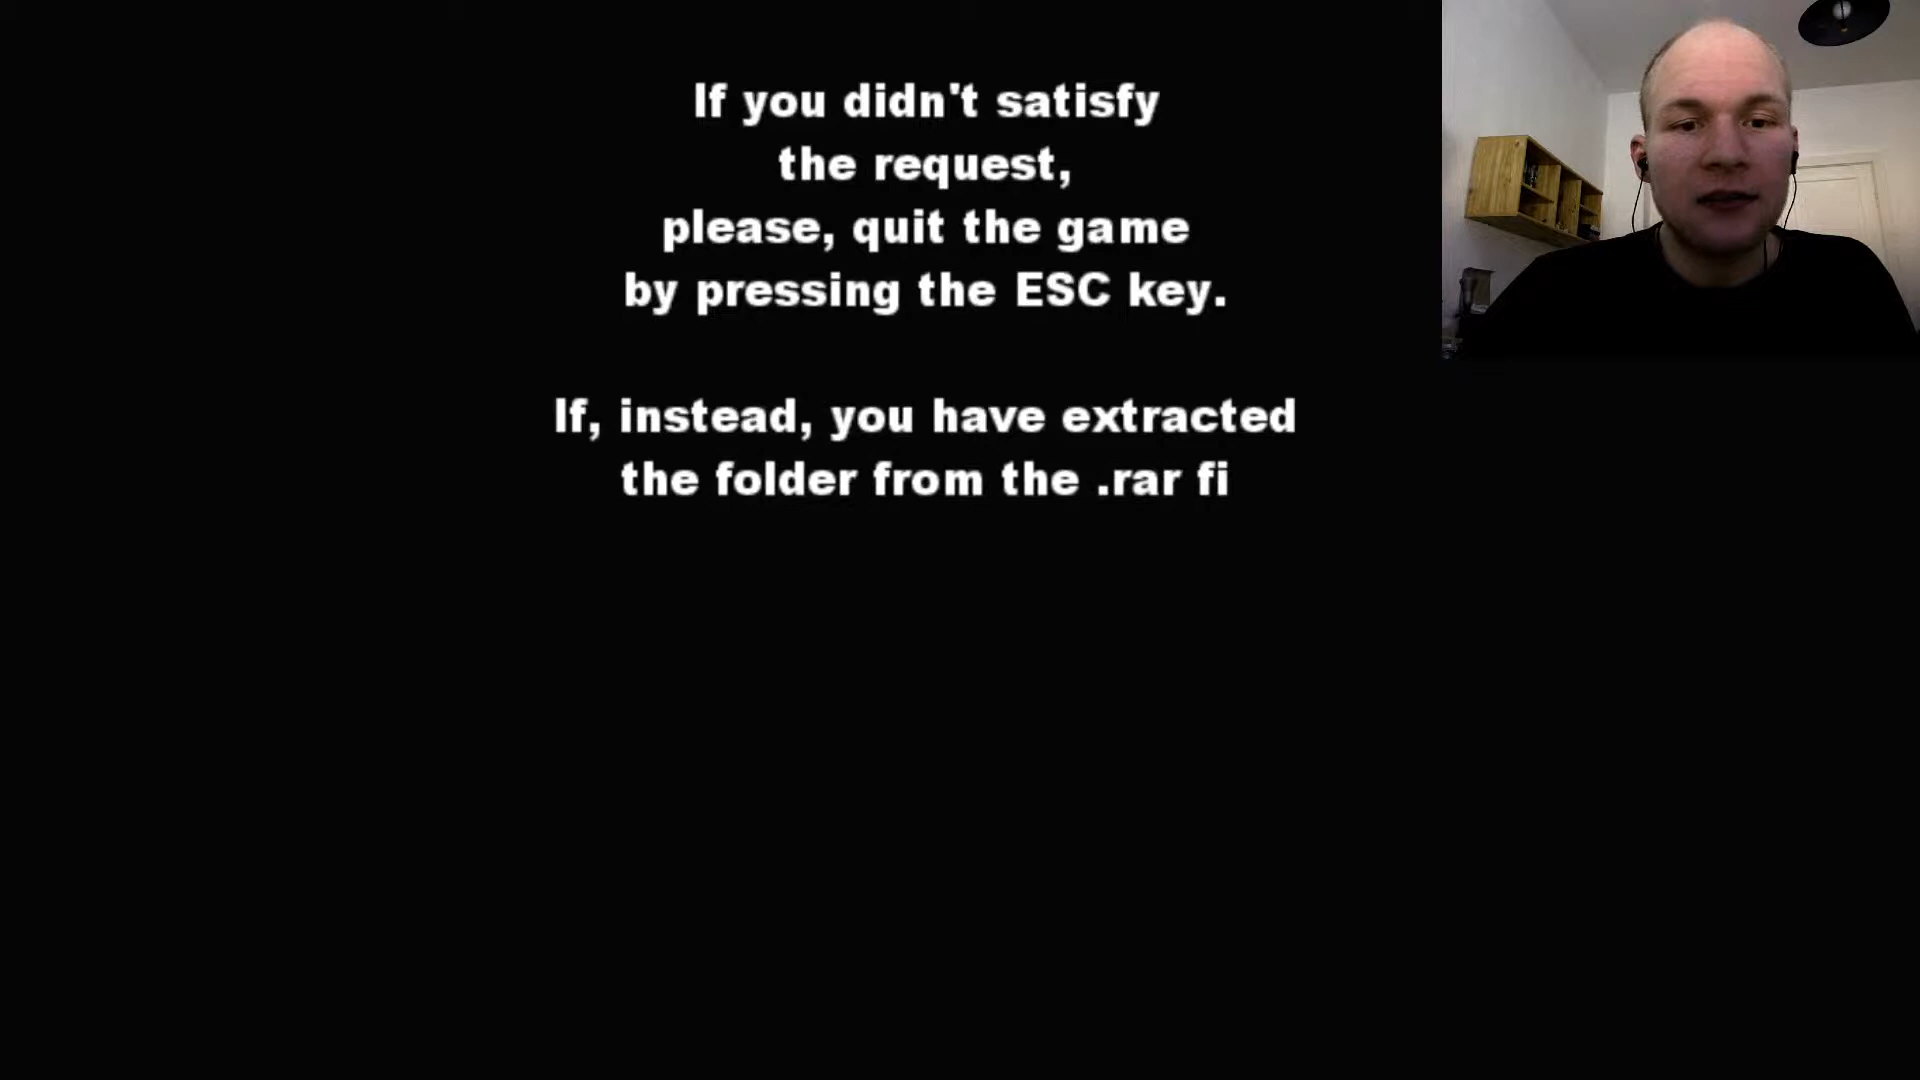 If you didn't satisfy
the request,
please, quit the game
by pressing the ESC key.
If, instead, you have extracted
the folder from the .rar fi